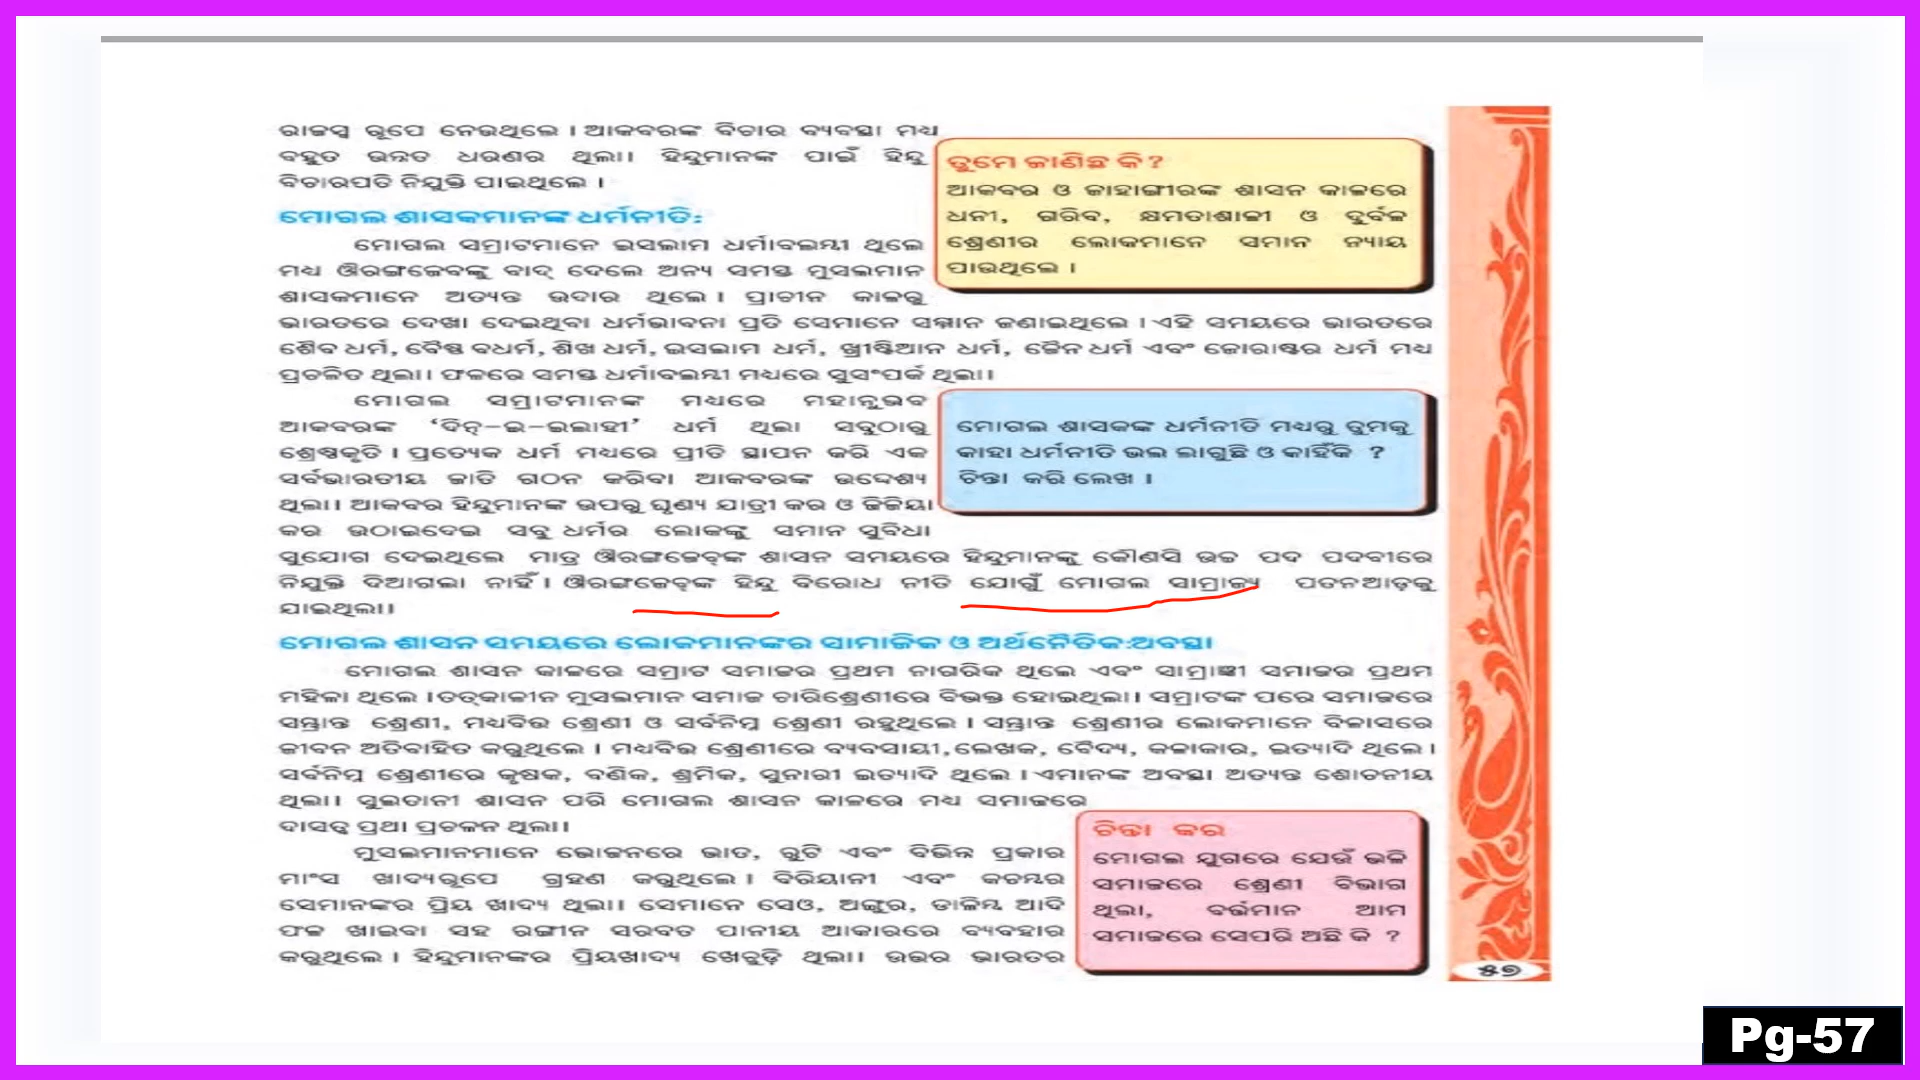 ରାଜସ୍ୱ ରୂପେ ନେଉଥିଲେ । ଆକବରଙ୍କ ବିଚାର ବ୍ୟବସ୍ଥା ମଧ୍ୟ
ବହୁତ ଉନ୍ନତ ଧରଣର ଥିଲା। ହିନ୍ଦୁମାନଙ୍କ ପାଇଁ ହିନ୍ଦୁ
ବିଚାରପତି ନିଯୁକ୍ତି ପାଇଥିଲେ ।
ତୁମେ ଜାଣିଛ କି ?
ଆକବର ଓ ଜାହାଙ୍ଗୀରଙ୍କ ଶାସନ କାଳରେ
ଧନୀ, ଗରିବ, କ୍ଷମତାଶାଳୀ ଓ ଦୁର୍ବଳ
ଶ୍ରେଣୀର ଲୋକମାନେ ସମାନ ନ୍ୟାୟ
ପାଉଥିଲେ ।
ମୋଗଲ ଶାସକମାନଙ୍କ ଧର୍ମନୀତି:
ମୋଗଲ ସମ୍ରାଟମାନେ ଇସଲାମ ଧର୍ମାବଲମ୍ବୀ ଥିଲେ
ମଧ୍ୟ ଔରଙ୍ଗଜେବଙ୍କୁ ବାଦ୍ ଦେଲେ ଅନ୍ୟ ସମସ୍ତ ମୁସଲମାନ
ଶାସକମାନେ ଅତ୍ୟନ୍ତ ଉଦାର ଥିଲେ । ପ୍ରାଚୀନ କାଳରୁ
ଭାରତରେ ଦେଖା ଦେଇଥିବା ଧର୍ମଭାବନା ପ୍ରତି ସେମାନେ ସମ୍ମାନ ଜଣାଇଥିଲେ । ଏହି ସମୟରେ ଭାରତରେ
ଶୈବ ଧର୍ମ, ବୈଷ୍ଣବଧର୍ମ, ଶିଖ ଧର୍ମ, ଇସଲାମ ଧର୍ମ, ଖ୍ରୀଷ୍ଟିଆନ ଧର୍ମ, ଜୈନ ଧର୍ମ ଏବଂ ଜୋରାଷ୍ଟର ଧର୍ମ ମଧ୍ୟ
ପ୍ରଚଳିତ ଥିଲା। ଫଳରେ ସମସ୍ତ ଧର୍ମାବଲମ୍ବୀ ମଧ୍ୟରେ ସୁସଂପର୍କ ଥିଲା।
ମୋଗଲ ସମ୍ରାଟମାନଙ୍କ ମଧ୍ୟରେ ମହାନୁଭବ
ଆକବରଙ୍କ ‘ଦିନ୍-ଇ-ଇଲାହୀ’ ଧର୍ମ ଥିଲା ସବୁଠାରୁ
ଶ୍ରେଷ୍ଠକୃତି । ପ୍ରତ୍ୟେକ ଧର୍ମ ମଧ୍ୟରେ ପ୍ରୀତି ସ୍ଥାପନ କରି ଏକ
ସର୍ବଭାରତୀୟ ଜାତି ଗଠନ କରିବା ଆକବରଙ୍କ ଉଦ୍ଦେଶ୍ୟ
ଥିଲା। ଆକବର ହିନ୍ଦୁମାନଙ୍କ ଉପରୁ ଘୃଣ୍ୟ ଯାତ୍ରୀ କର ଓ ଜିଜିୟା
କର ଉଠାଇଦେଇ ସବୁ ଧର୍ମର ଲୋକଙ୍କୁ ସମାନ ସୁବିଧା
ସୁଯୋଗ ଦେଇଥିଲେ ମାତ୍ର ଔରଙ୍ଗଜେବ୍‌ଙ୍କ ଶାସନ ସମୟରେ ହିନ୍ଦୁମାନଙ୍କୁ କୌଣସି ଉଚ୍ଚ ପଦ ପଦବୀରେ
ନିଯୁକ୍ତି ଦିଆଗଲା ନାହିଁ । ଔରଙ୍ଗଜେବ୍‌ଙ୍କ ହିନ୍ଦୁ ବିରୋଧ ନୀତି ଯୋଗୁଁ ମୋଗଲ ସାମ୍ରାଜ୍ୟ ପତନଆଡ଼କୁ
ଯାଇଥିଲା।
ମୋଗଲ ଶାସକଙ୍କ ଧର୍ମନୀତି ମଧ୍ୟରୁ ତୁମକୁ
କାହା ଧର୍ମନୀତି ଭଲ ଲାଗୁଛି ଓ କାହିଁକି ?
ଚିନ୍ତା କରି ଲେଖ ।
ମୋଗଲ ଶାସନ ସମୟରେ ଲୋକମାନଙ୍କର ସାମାଜିକ ଓ ଅର୍ଥନୈତିକ:ଅବସ୍ଥା
ମୋଗଲ ଶାସନ କାଳରେ ସମ୍ରାଟ ସମାଜର ପ୍ରଥମ ନାଗରିକ ଥିଲେ ଏବଂ ସାମ୍ରାଜ୍ଞୀ ସମାଜର ପ୍ରଥମ
ମହିଳା ଥିଲେ । ତତ୍‌କାଳୀନ ମୁସଲମାନ ସମାଜ ଚାରିଶ୍ରେଣୀରେ ବିଭକ୍ତ ହୋଇଥିଲା। ସମ୍ରାଟଙ୍କ ପରେ ସମାଜରେ
ସମ୍ଭ୍ରାନ୍ତ ଶ୍ରେଣୀ, ମଧ୍ୟବିତ୍ତ ଶ୍ରେଣୀ ଓ ସର୍ବନିମ୍ନ ଶ୍ରେଣୀ ରହୁଥିଲେ । ସମ୍ଭ୍ରାନ୍ତ ଶ୍ରେଣୀର ଲୋକମାନେ ବିଳାସରେ
ଜୀବନ ଅତିବାହିତ କରୁଥିଲେ । ମଧ୍ୟବିତ୍ତ ଶ୍ରେଣୀରେ ବ୍ୟବସାୟୀ, ଲେଖକ, ବୈଦ୍ୟ, କଳାକାର, ଇତ୍ୟାଦି ଥିଲେ ।
ସର୍ବନିମ୍ନ ଶ୍ରେଣୀରେ କୃଷକ, ବଣିକ, ଶ୍ରମିକ, ସୁନାରୀ ଇତ୍ୟାଦି ଥିଲେ । ଏମାନଙ୍କ ଅବସ୍ଥା ଅତ୍ୟନ୍ତ ଶୋଚନୀୟ
ଥିଲା। ସୁଲତାନୀ ଶାସନ ପରି ମୋଗଲ ଶାସନ କାଳରେ ମଧ୍ୟ ସମାଜରେ
ଦାସତ୍ୱ ପ୍ରଥା ପ୍ରଚଳନ ଥିଲା।
ମୁସଲମାନମାନେ ଭୋଜନରେ ଭାତ, ରୁଟି ଏବଂ ବିଭିନ୍ନ ପ୍ରକାର
ମାଂସ ଖାଦ୍ୟରୂପେ ଗ୍ରହଣ କରୁଥିଲେ । ବିରିୟାନୀ ଏବଂ କଚମ୍ବର
ସେମାନଙ୍କର ପ୍ରିୟ ଖାଦ୍ୟ ଥିଲା। ସେମାନେ ସେଓ, ଅଙ୍ଗୁର, ଡାଳିମ୍ବ ଆଦି
ଫଳ ଖାଇବା ସହ ରଙ୍ଗୀନ ସରବତ ପାନୀୟ ଆକାରରେ ବ୍ୟବହାର
କରୁଥିଲେ । ହିନ୍ଦୁମାନଙ୍କର ପ୍ରିୟଖାଦ୍ୟ ଖେଚୁଡ଼ି ଥିଲା। ଉତ୍ତର ଭାରତର
ଚିନ୍ତା କର
ମୋଗଲ ଯୁଗରେ ଯେଉଁ ଭଳି
ସମାଜରେ ଶ୍ରେଣୀ ବିଭାଗ
ଥିଲା, ବର୍ତ୍ତମାନ ଆମ
ସମାଜରେ ସେପରି ଅଛି କି ?
୫୭
Pg-57